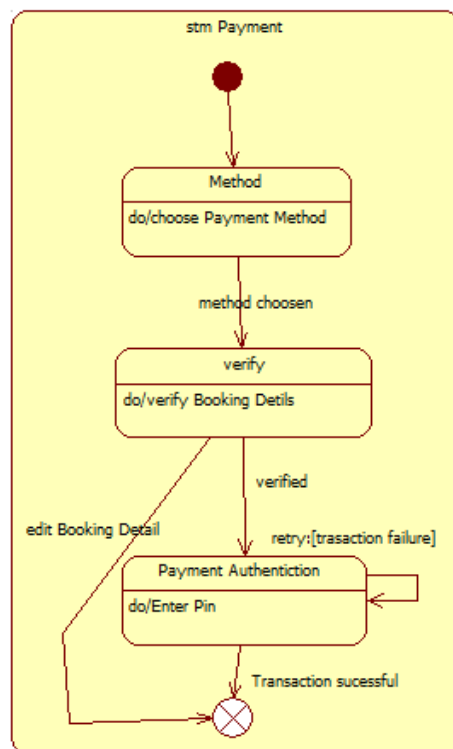 stm Payment
Method
do/choose Payment Method
method choosen
verify
do/verify Booking Detils
verified
edit Booking Detail
retry:[trasaction failure]
Payment Authentiction
do/Enter Pin
Transaction sucessful